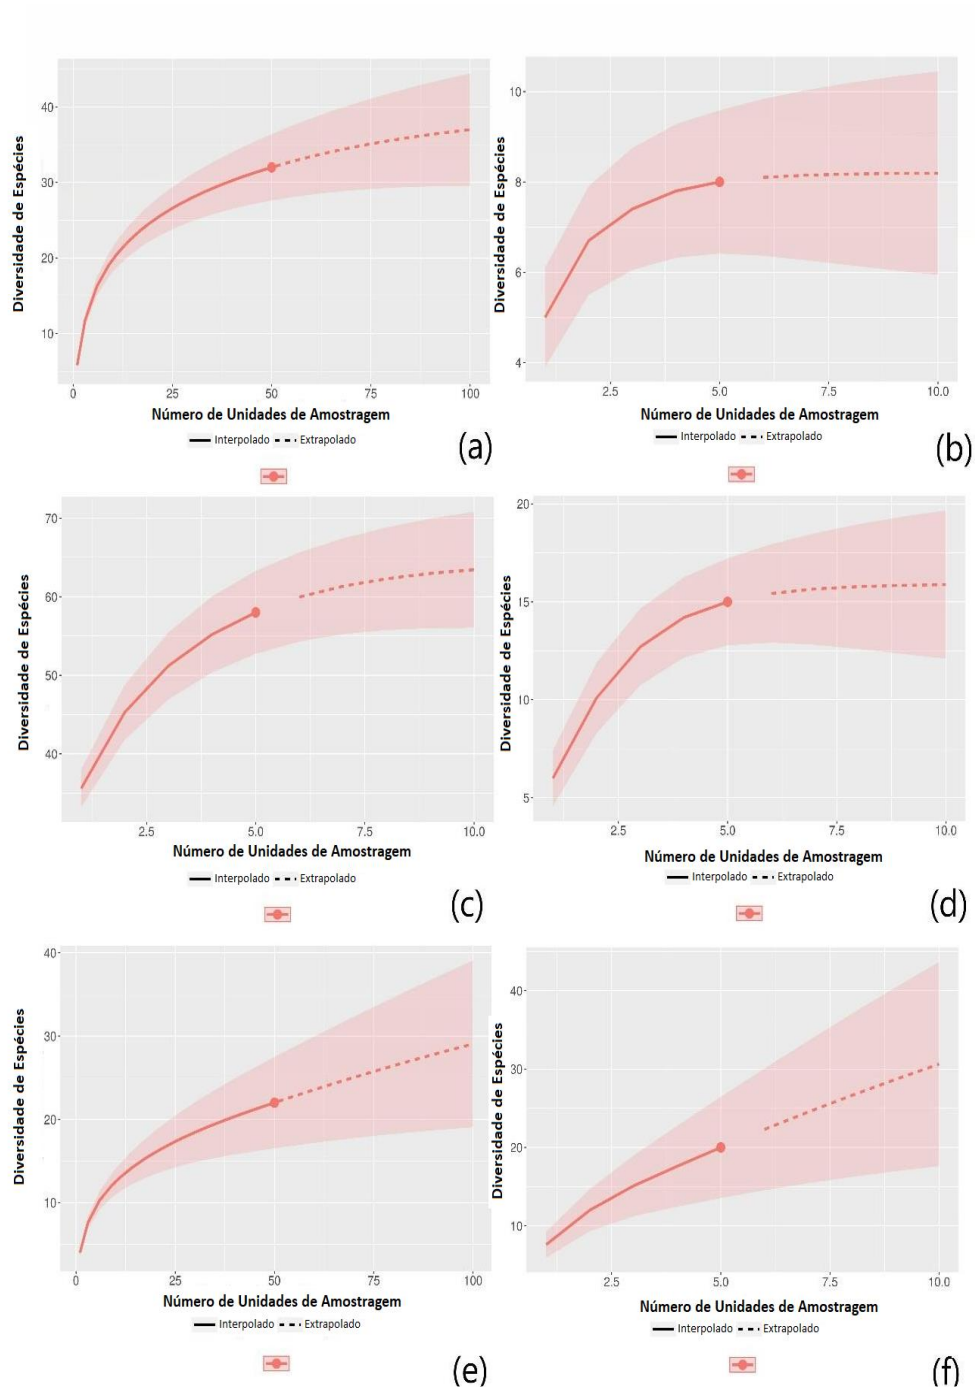 Diversidade de Espécies
40
30
20
10
0
25
50
75
100
Número de Unidades de Amostragem
Interpolado
Extrapolado
(a)
Diversidade de Espécies
10
8
6
4
2.5
5.0
7.5
10.0
Número de Unidades de Amostragem
Interpolado
Extrapolado
(b)
Diversidade de Espécies
70
60
50
40
2.5
5.0
7.5
10.0
Número de Unidades de Amostragem
Interpolado
Extrapolado
(c)
Diversidade de Espécies
20
15
10
5
2.5
5.0
7.5
10.0
Número de Unidades de Amostragem
Interpolado
Extrapolado
(d)
Diversidade de Espécies
40
30
20
10
0
25
50
75
100
Número de Unidades de Amostragem
Interpolado
Extrapolado
(e)
Diversidade de Espécies
40
30
20
10
2.5
5.0
7.5
10.0
Número de Unidades de Amostragem
Interpolado
Extrapolado
(f)